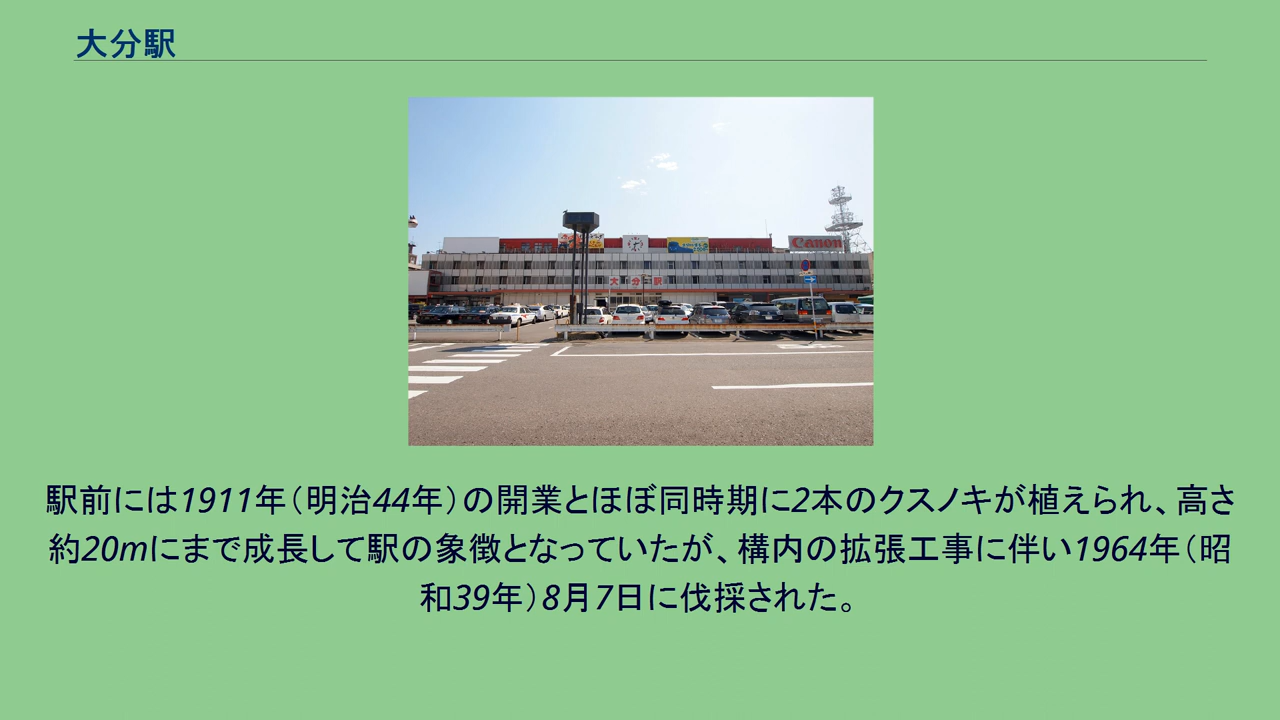 大分駅
Canon
大分駅
駅前には1911年（明治44年）の開業とほぼ同時期に2本のクスノキが植えられ、高さ
約20mにまで成長して駅の象徴となっていたが、構内の拡張工事に伴い1964年（昭
和39年）8月7日に伐採された。